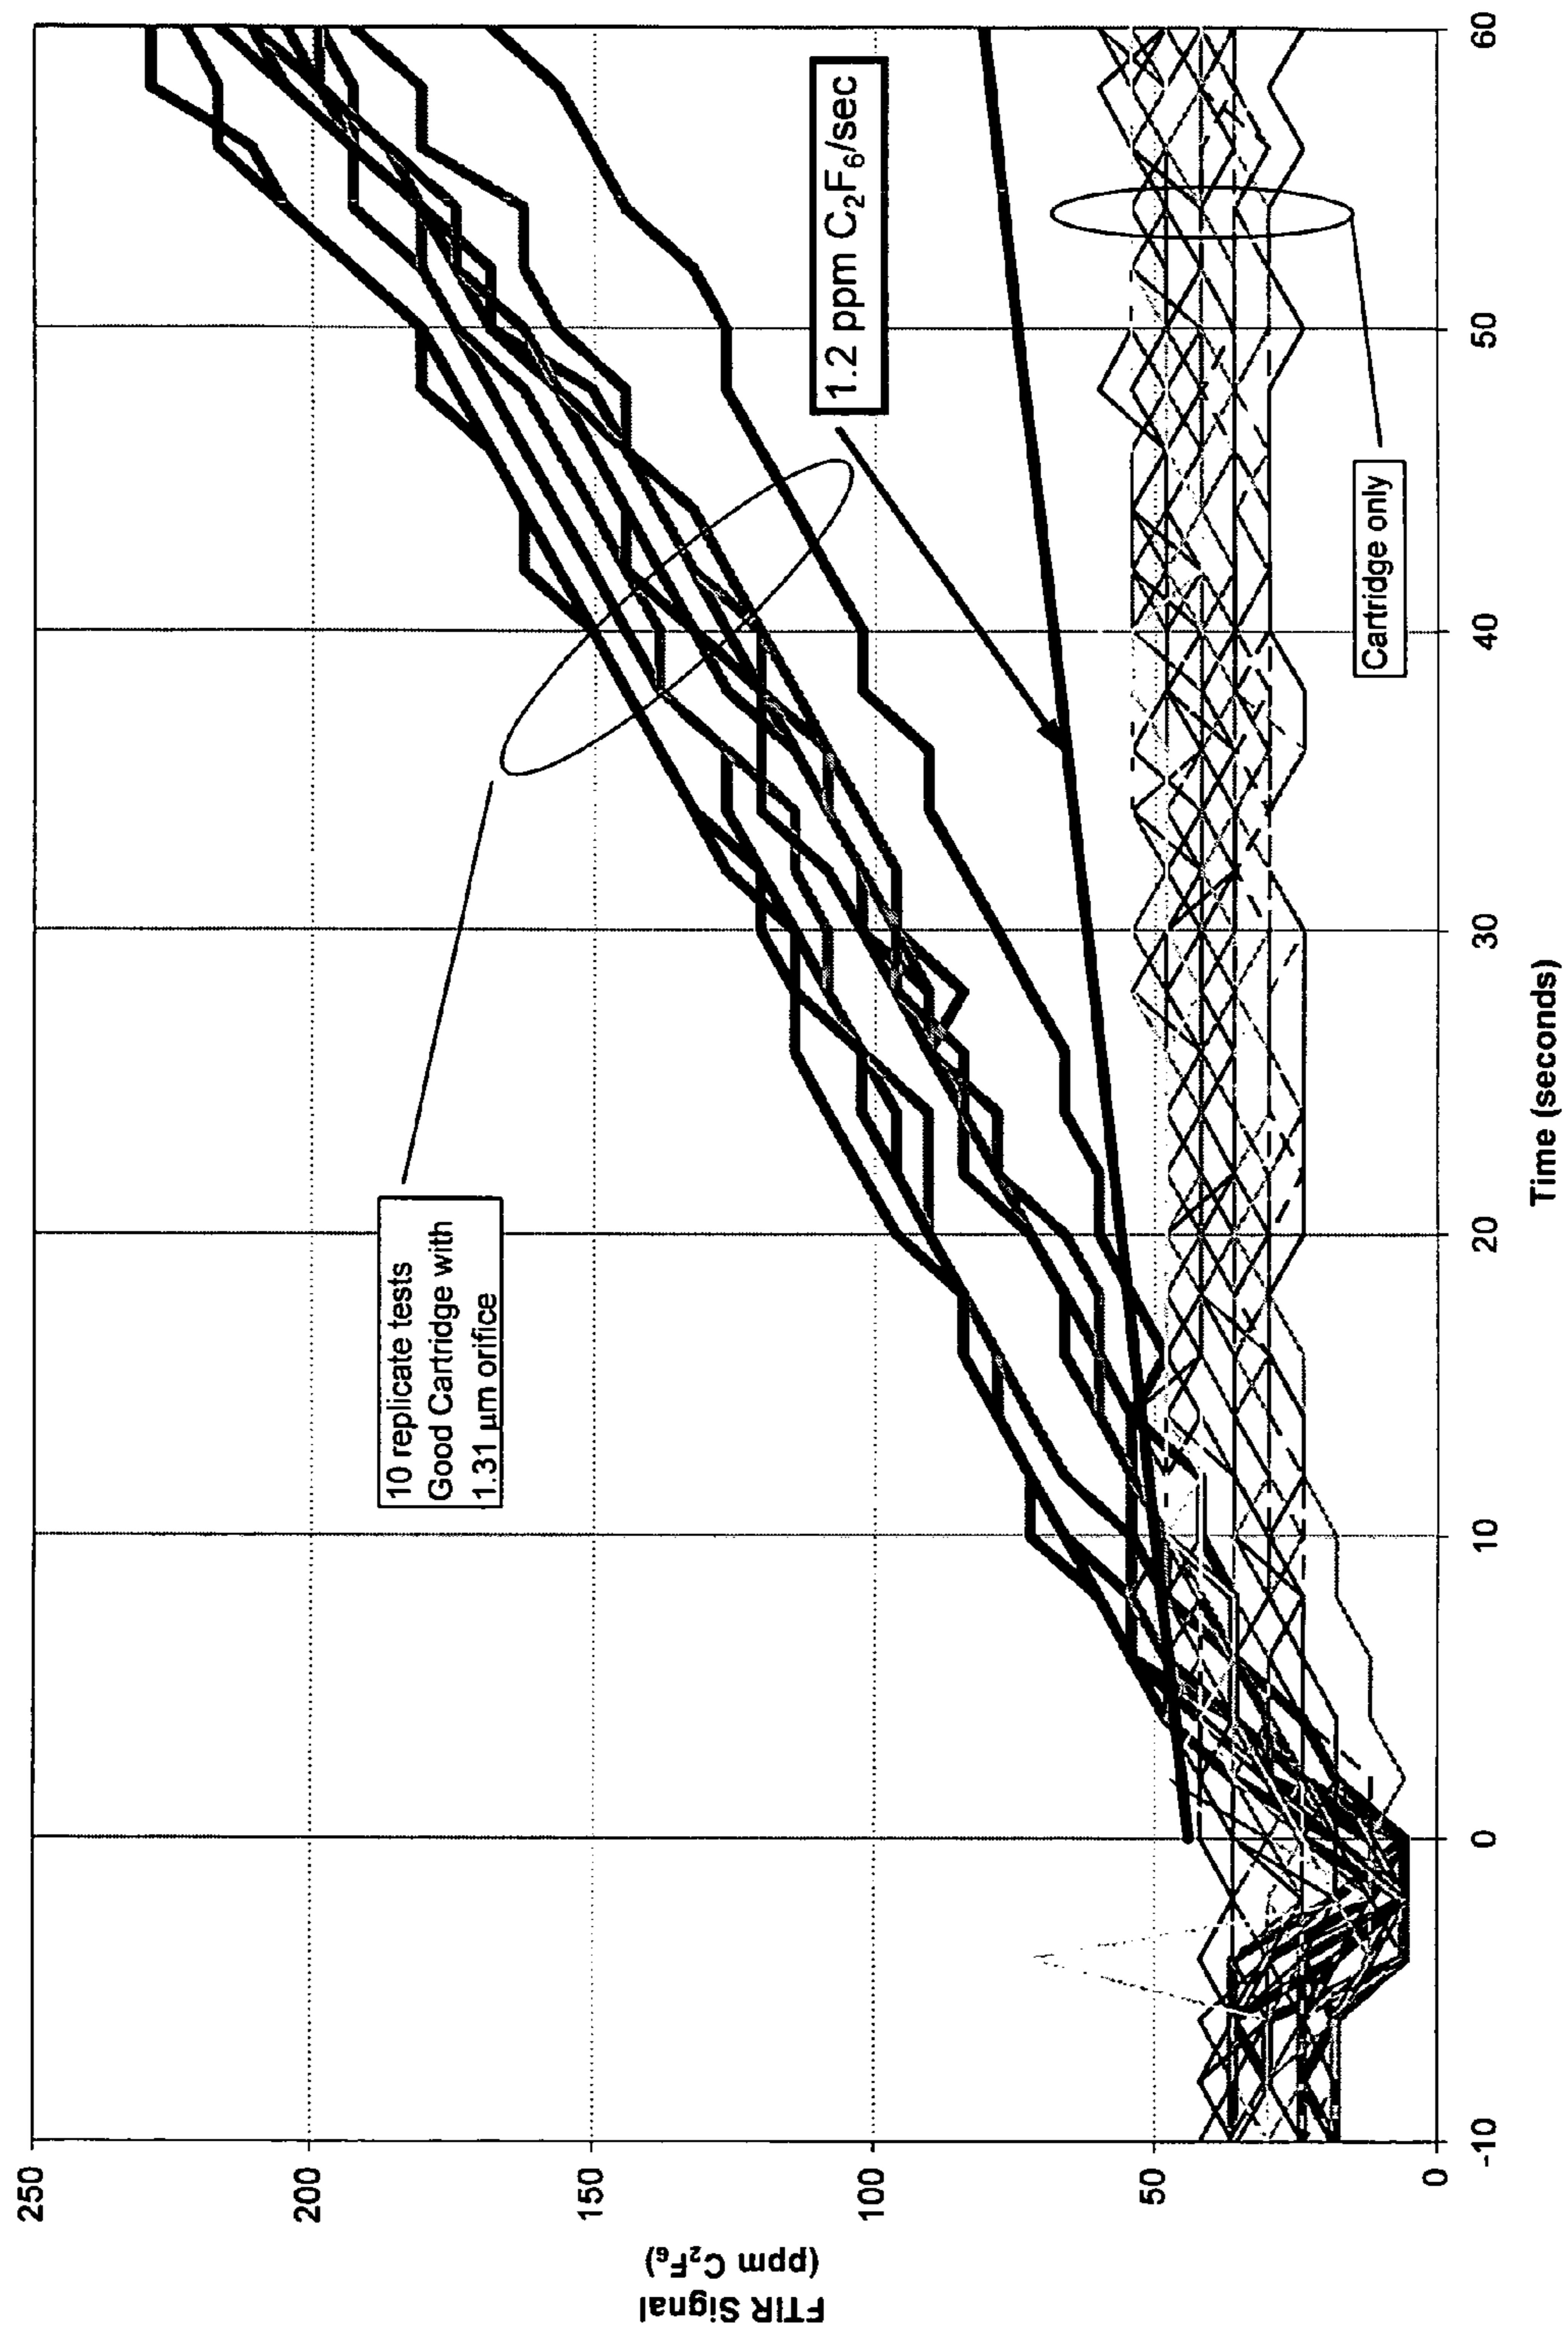 FTIR Signal
(ppm C₂F₆)
250
200
150
100
50
0
10 replicate tests
Good Cartridge with
1.31 µm orifice
1.2 ppm C₂F₆/sec
Cartridge only
-10
0
10
20
30
40
50
60
Time (seconds)